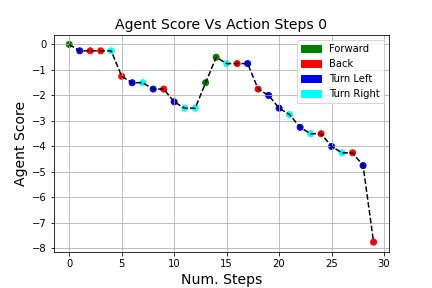 Agent Score Vs Action Steps 0
Agent Score
0
−1
−2
−3
−4
−5
−6
−7
−8
Forward
Back
Turn Left
Turn Right
0 5 10 15 20 25 30
Num. Steps